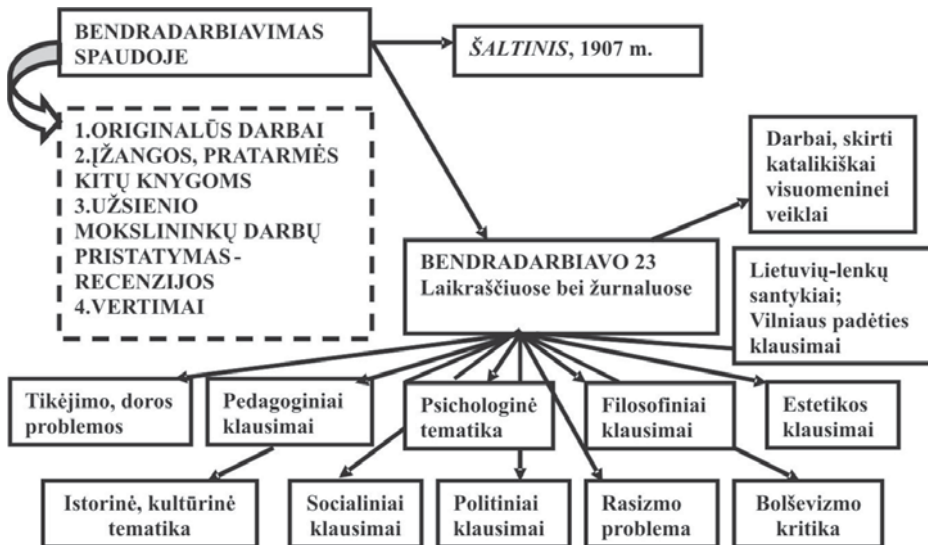 BENDRADARBIAVIMAS
SPAUDOJE
ŠALTINIS, 1907 m.
1.ORIGINALŪS DARBAI
2.ĮŽANGOS, PRATARMĖS
KITŲ KNYGOMS
3.UŽSIENIO
MOKSLININKŲ DARBŲ
PRISTATYMAS-
RECENZIJOS
4.VERTIMAI
Darbai, skirti
katalikiškai
visuomeninei
veiklai
BENDRADARBIAVO 23
Laikraščiuose bei žurnaluose
Lietuvių-lenkų
santykiai;
Vilniaus padėties
klausimai
Tikėjimo, doros
problemos
Pedagoginiai
klausimai
Psichologinė
tematika
Filosofiniai
klausimai
Estetikos
klausimai
Istorinė, kultūrinė
tematika
Socialiniai
klausimai
Politiniai
klausimai
Rasizmo
problema
Bolševizmo
kritika